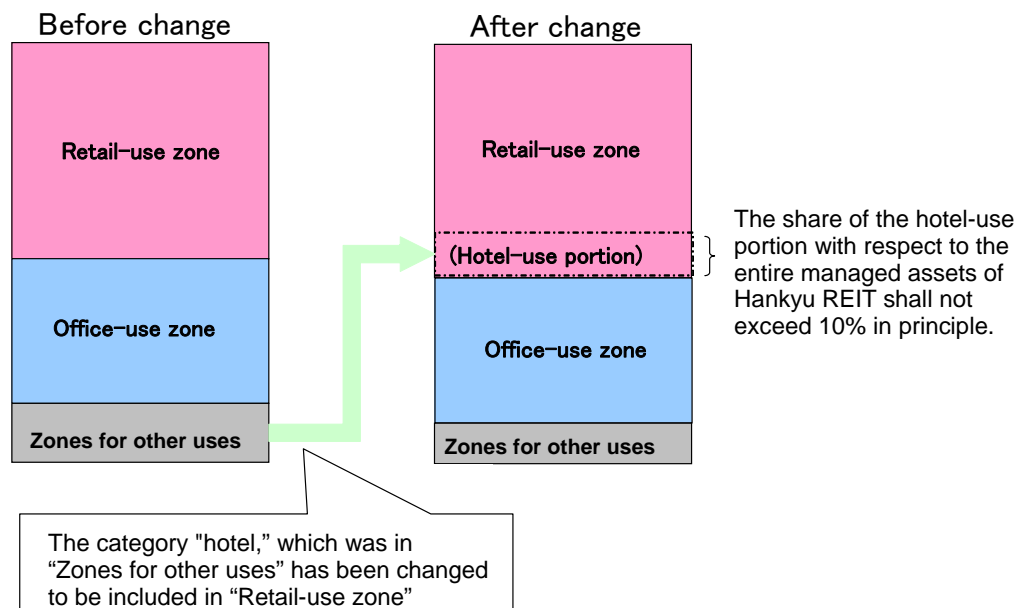 Before change
Retail-use zone
Office-use zone
Zones for other uses
After change
Retail-use zone
(Hotel-use portion)
Office-use zone
Zones for other uses
The share of the hotel-use
portion with respect to the
entire managed assets of
Hankyu REIT shall not
exceed 10% in principle.
The category "hotel,” which was in
“Zones for other uses” has been changed
to be included in “Retail-use zone”